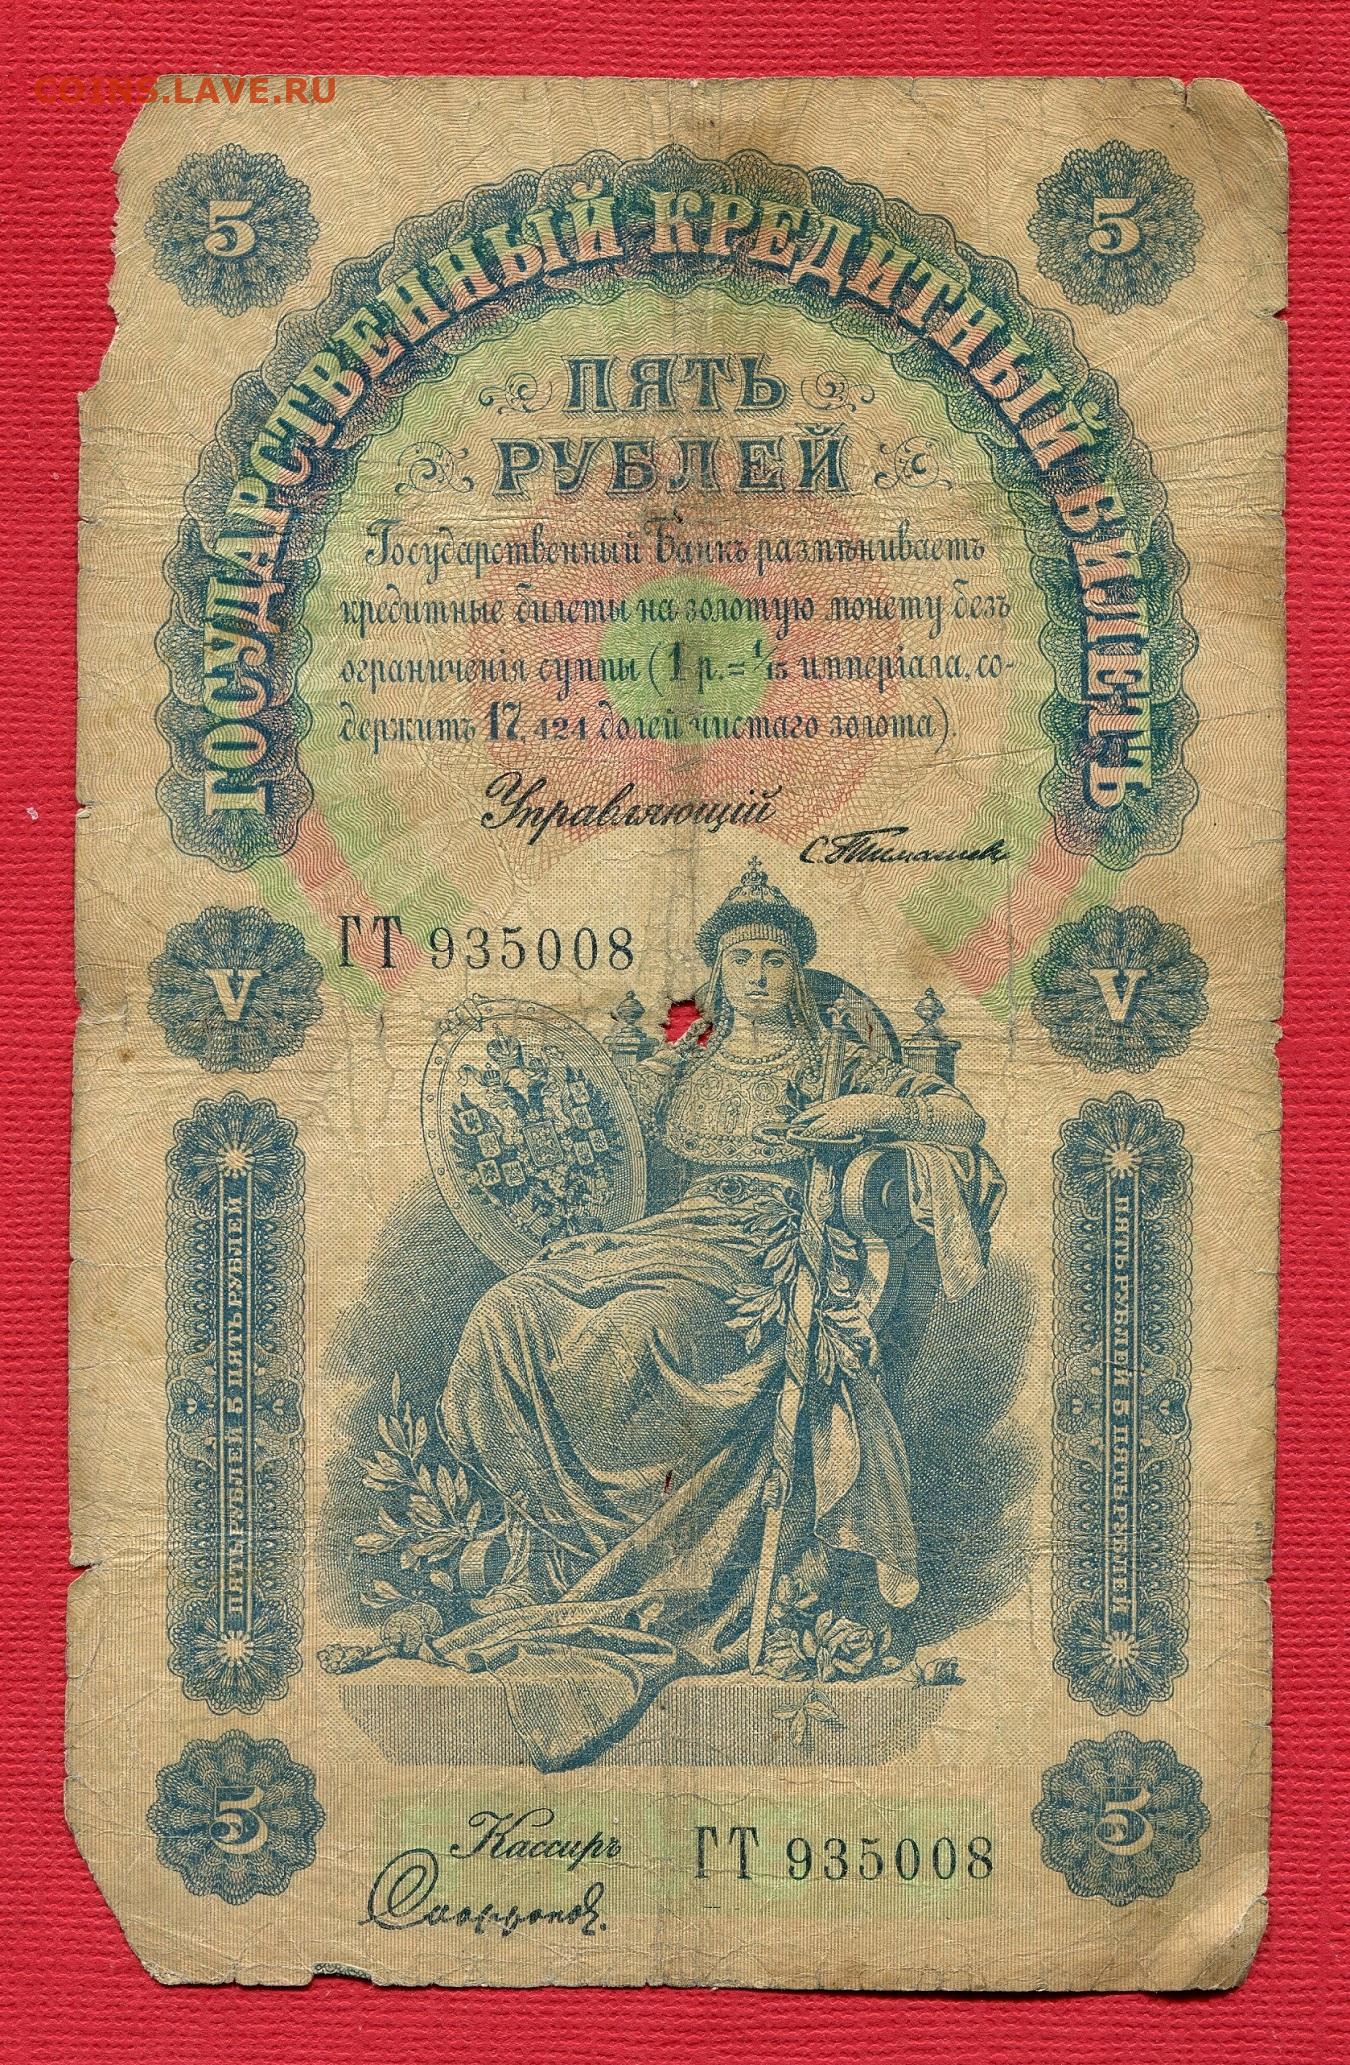 COINS.LAVE.RU
5 5
ГОСУДАРСТВЕННЫЙ КРЕДИТНЫЙ БИЛЕТЪ
ПЯТЬ
РУБЛЕЙ
Государственный Банкъ размѣниваетъ
кредитные билеты на золотую монету безъ
ограниченія суммы (1 р. = 1/15 имперіала, со-
держитъ 17,424 долей чистаго золота).
Управляющій
С. Тимашевъ
ГТ 935008
V V
ПЯТЬ РУБЛЕЙ 5 ПЯТЬ РУБЛЕЙ
ПЯТЬ РУБЛЕЙ 5 ПЯТЬ РУБЛЕЙ
5 5
Кассиръ
ГТ 935008